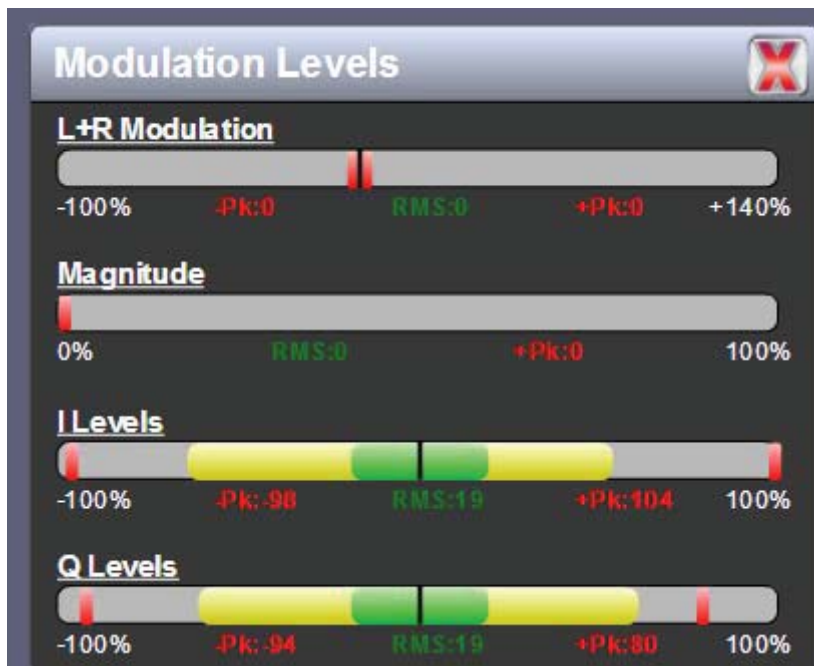 Modulation Levels X
L+R Modulation
-100% -Pk:0 RMS:0 +Pk:0 +140%
Magnitude
0% RMS:0 +Pk:0 100%
I Levels
-100% -Pk:-98 RMS:19 +Pk:104 100%
Q Levels
-100% -Pk:-94 RMS:19 +Pk:80 100%